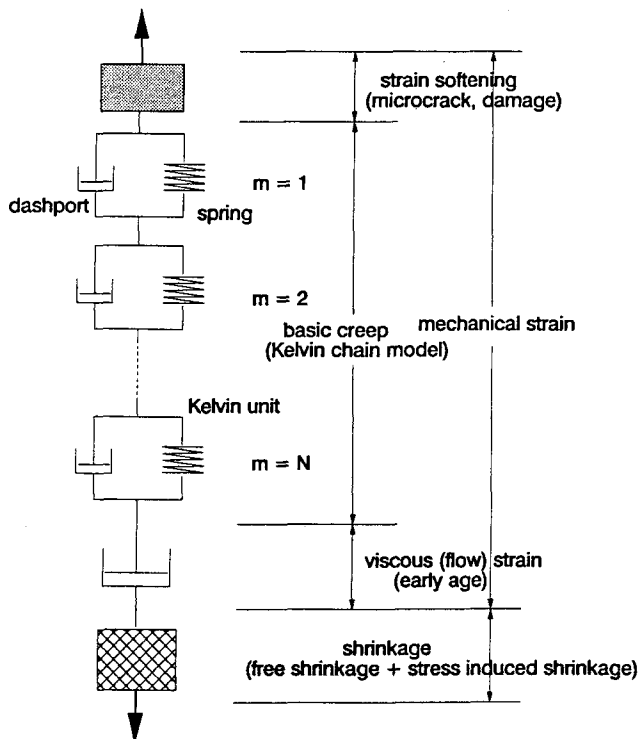 strain softening
(microcrack, damage)
m = 1
dashport
spring
m = 2
basic creep
(Kelvin chain model)
mechanical strain
Kelvin unit
m = N
viscous (flow) strain
(early age)
shrinkage
(free shrinkage + stress induced shrinkage)